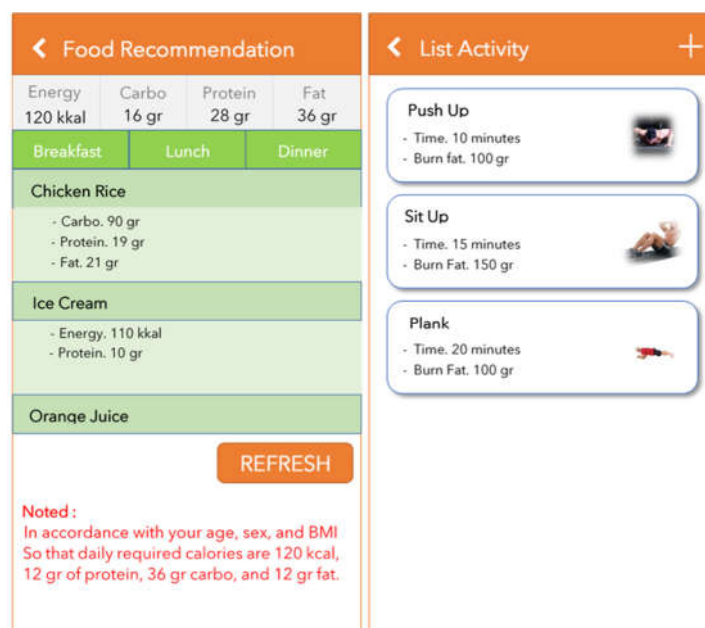 Food Recommendation
Energy Carbo Protein Fat
120 kkal 16 gr 28 gr 36 gr
Breakfast Lunch Dinner
Chicken Rice
- Carbo. 90 gr
- Protein. 19 gr
- Fat. 21 gr
Ice Cream
- Energy. 110 kkal
- Protein. 10 gr
Orange Juice
REFRESH
Noted :
In accordance with your age, sex, and BMI
So that daily required calories are 120 kcal,
12 gr of protein, 36 gr carbo, and 12 gr fat.
List Activity
Push Up
- Time. 10 minutes
- Burn fat. 100 gr
Sit Up
- Time. 15 minutes
- Burn Fat. 150 gr
Plank
- Time. 20 minutes
- Burn Fat. 100 gr